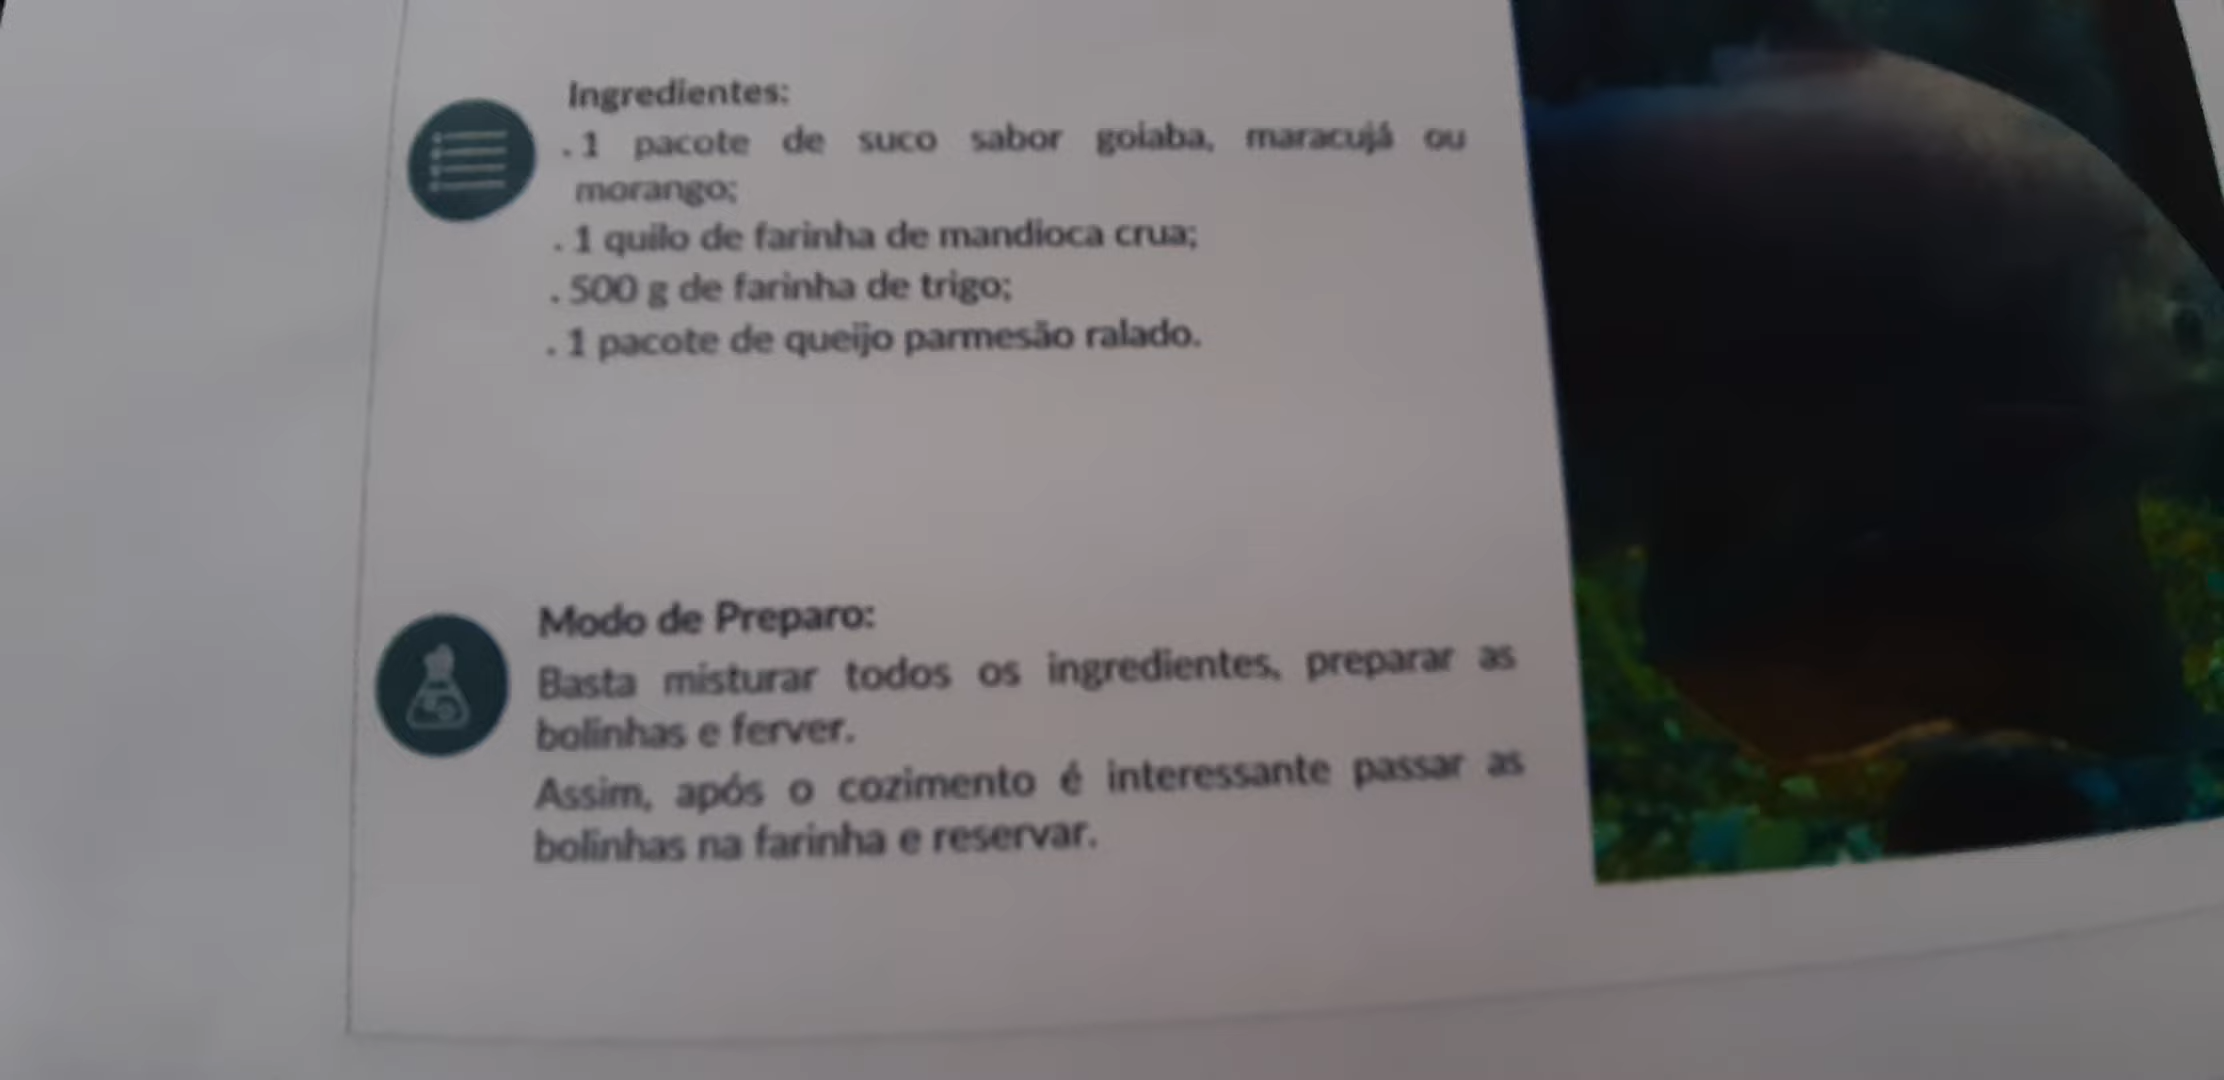 Ingredientes:
. 1 pacote de suco sabor goiaba, maracujá ou
morango;
. 1 quilo de farinha de mandioca crua;
. 500 g de farinha de trigo;
. 1 pacote de queijo parmesão ralado.
Modo de Preparo:
Basta misturar todos os ingredientes, preparar as
bolinhas e ferver.
Assim, após o cozimento é interessante passar as
bolinhas na farinha e reservar.